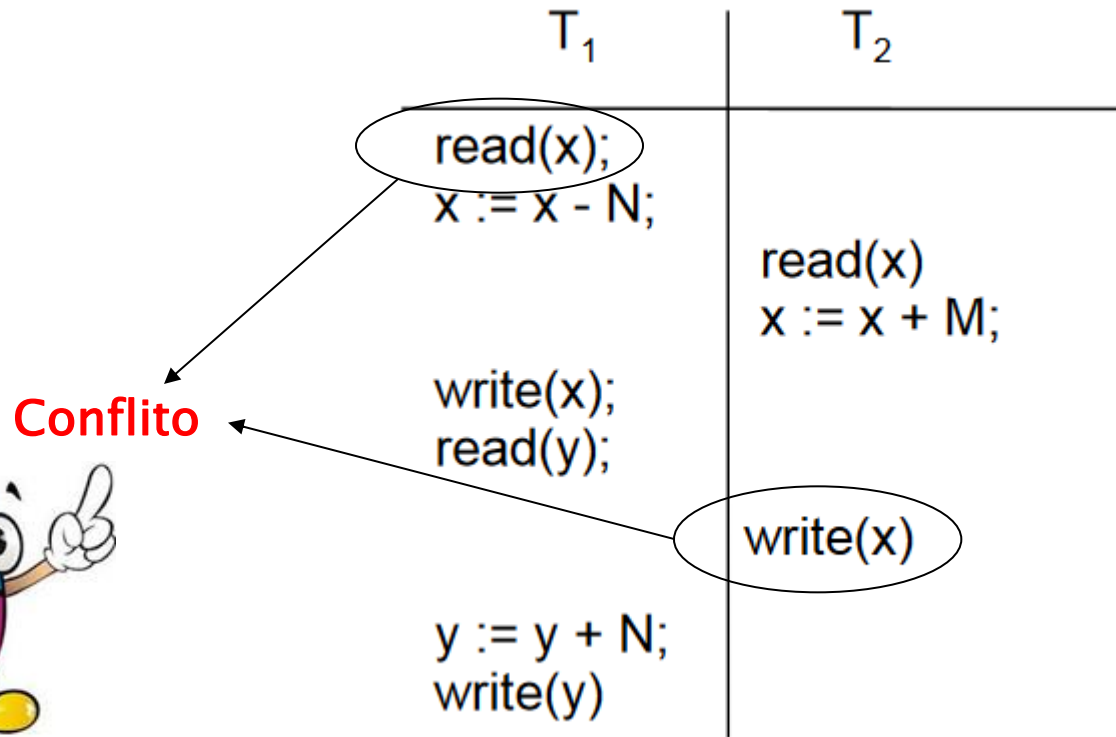 T1 T2
read(x);
x := x - N;
read(x)
x := x + M;
write(x);
Conflito
read(y);
write(x)
y := y + N;
write(y)